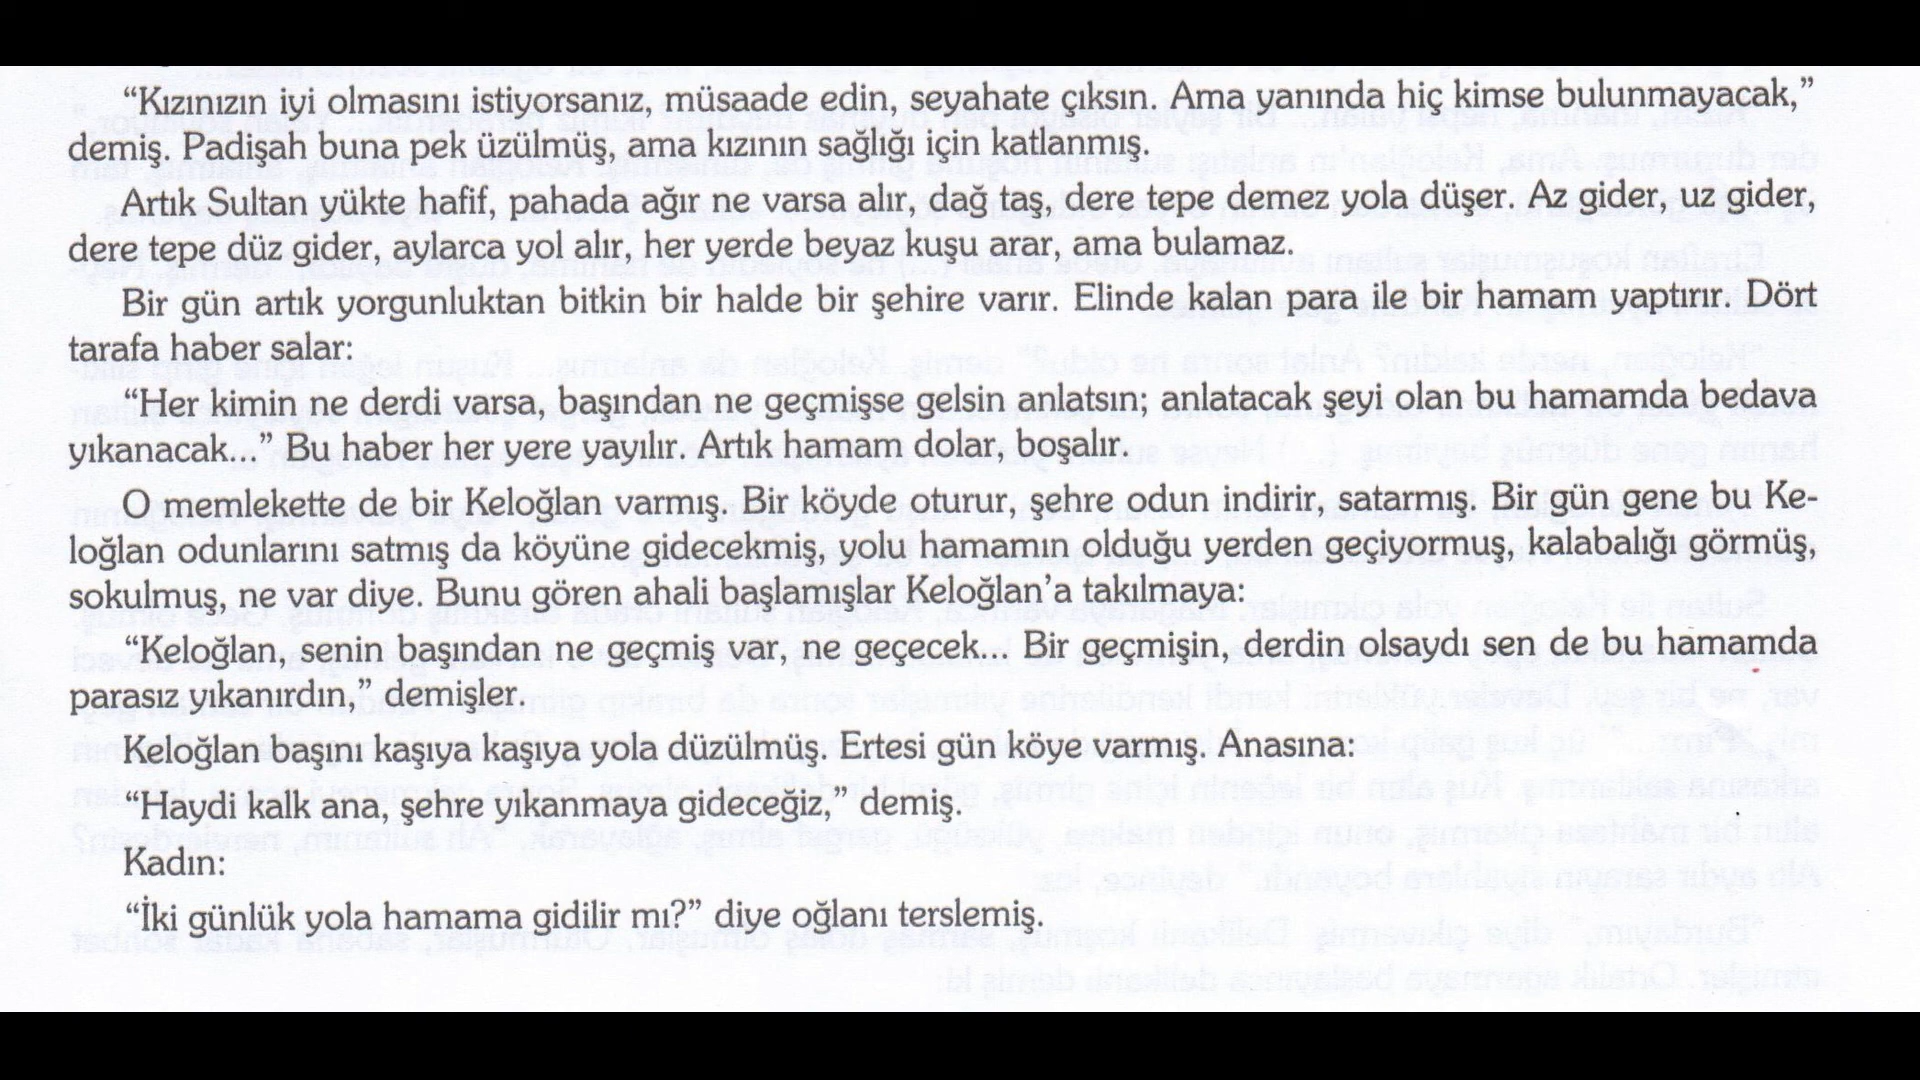 “Kızınızın iyi olmasını istiyorsanız, müsaade edin, seyahate çıksın. Ama yanında hiç kimse bulunmayacak,”
demiş. Padişah buna pek üzülmüş, ama kızının sağlığı için katlanmış.
Artık Sultan yükte hafif, pahada ağır ne varsa alır, dağ taş, dere tepe demez yola düşer. Az gider, uz gider,
dere tepe düz gider, aylarca yol alır, her yerde beyaz kuşu arar, ama bulamaz.
Bir gün artık yorgunluktan bitkin bir halde bir şehire varır. Elinde kalan para ile bir hamam yaptırır. Dört
tarafa haber salar:
“Her kimin ne derdi varsa, başından ne geçmişse gelsin anlatsın; anlatacak şeyi olan bu hamamda bedava
yıkanacak...” Bu haber her yere yayılır. Artık hamam dolar, boşalır.
O memlekette de bir Keloğlan varmış. Bir köyde oturur, şehre odun indirir, satarmış. Bir gün gene bu Ke-
loğlan odunlarını satmış da köyüne gidecekmiş, yolu hamamın olduğu yerden geçiyormuş, kalabalığı görmüş,
sokulmuş, ne var diye. Bunu gören ahali başlamışlar Keloğlan’a takılmaya:
“Keloğlan, senin başından ne geçmiş var, ne geçecek... Bir geçmişin, derdin olsaydı sen de bu hamamda
parasız yıkanırdın,” demişler.
Keloğlan başını kaşıya kaşıya yola düzülmüş. Ertesi gün köye varmış. Anasına:
“Haydi kalk ana, şehre yıkanmaya gideceğiz,” demiş.
Kadın:
“İki günlük yola hamama gidilir mı?” diye oğlanı terslemiş.